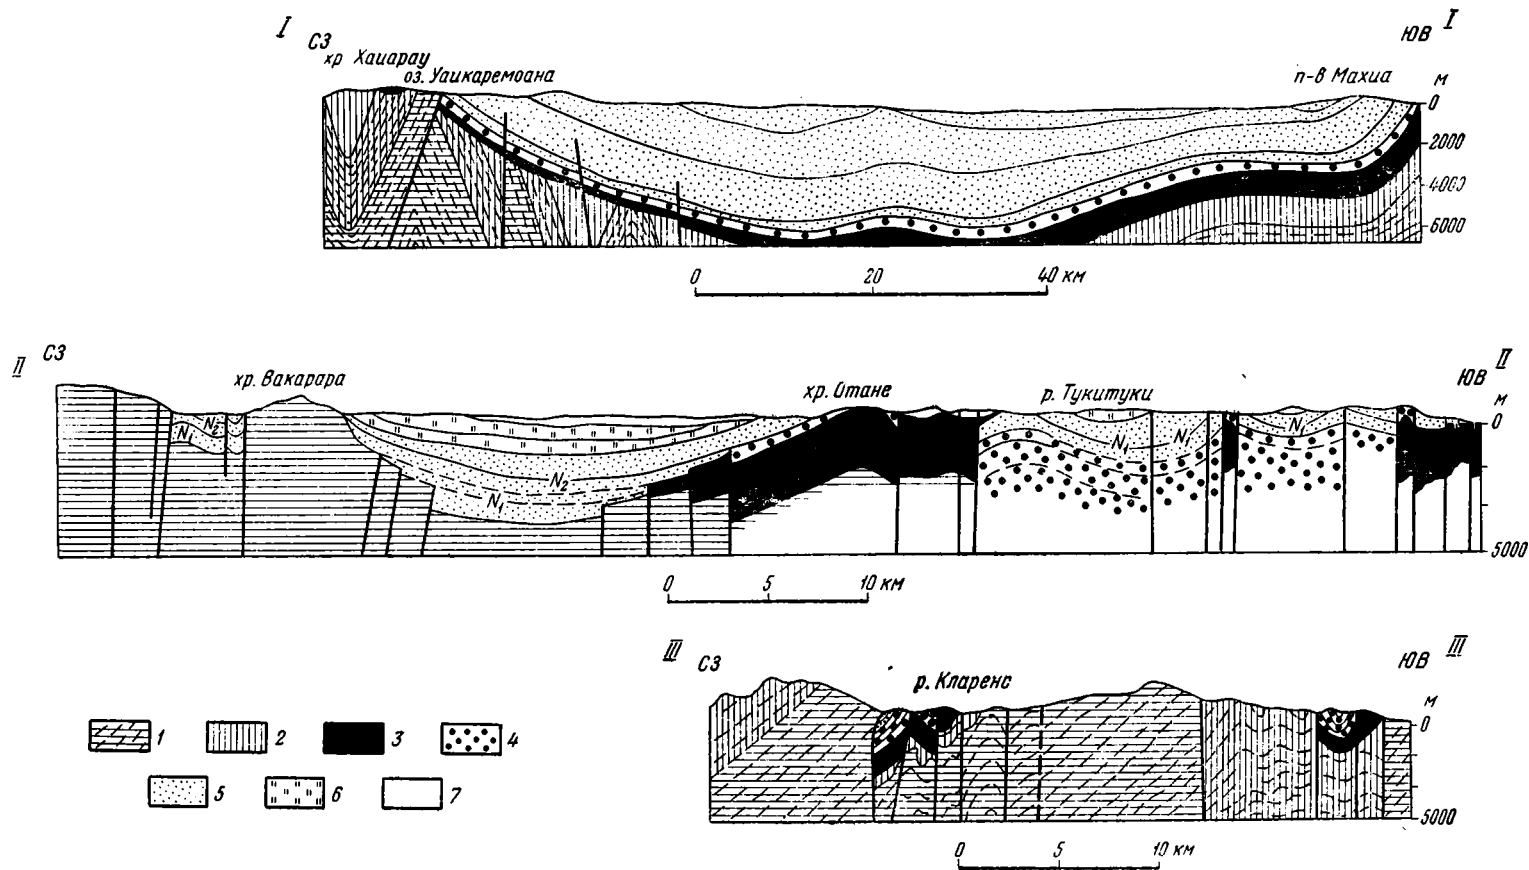 I СЗ ЮВ I
хр Хаиарау
оз. Уаикаремоана п-в Махиа м
0
2000
4000
6000
0 20 40 км
II СЗ II
хр. Вакарара хр. Отане р. Тукитуки ЮВ
м
0
N₂
N₁
N₁ N₁ N
N₂
N₁
5000
0 5 10 км
III СЗ ЮВ III
р. Кларенс м
0
1 2 3 4
5 6 7
5000
0 5 10 км